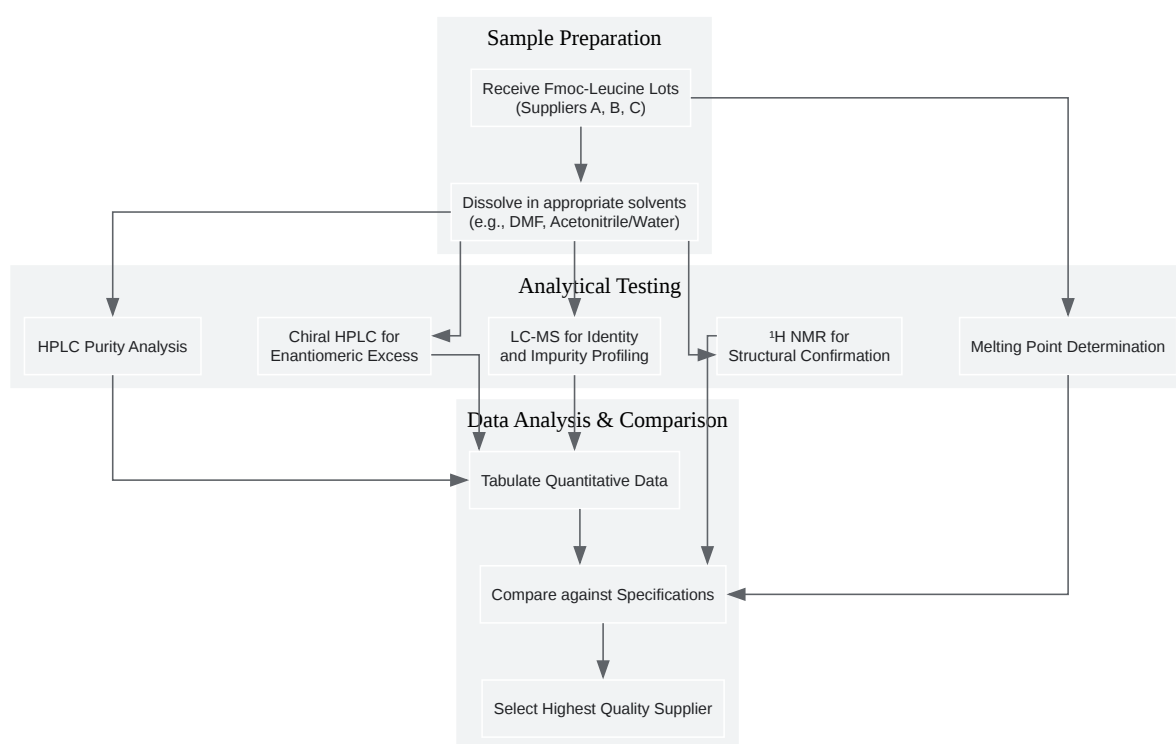 Sample Preparation
Receive Fmoc-Leucine Lots
(Suppliers A, B, C)
Dissolve in appropriate solvents
(e.g., DMF, Acetonitrile/Water)
Analytical Testing
HPLC Purity Analysis
Chiral HPLC for
Enantiomeric Excess
LC-MS for Identity
and Impurity Profiling
¹H NMR for
Structural Confirmation
Melting Point Determination
Data Analysis & Comparison
Tabulate Quantitative Data
Compare against Specifications
Select Highest Quality Supplier